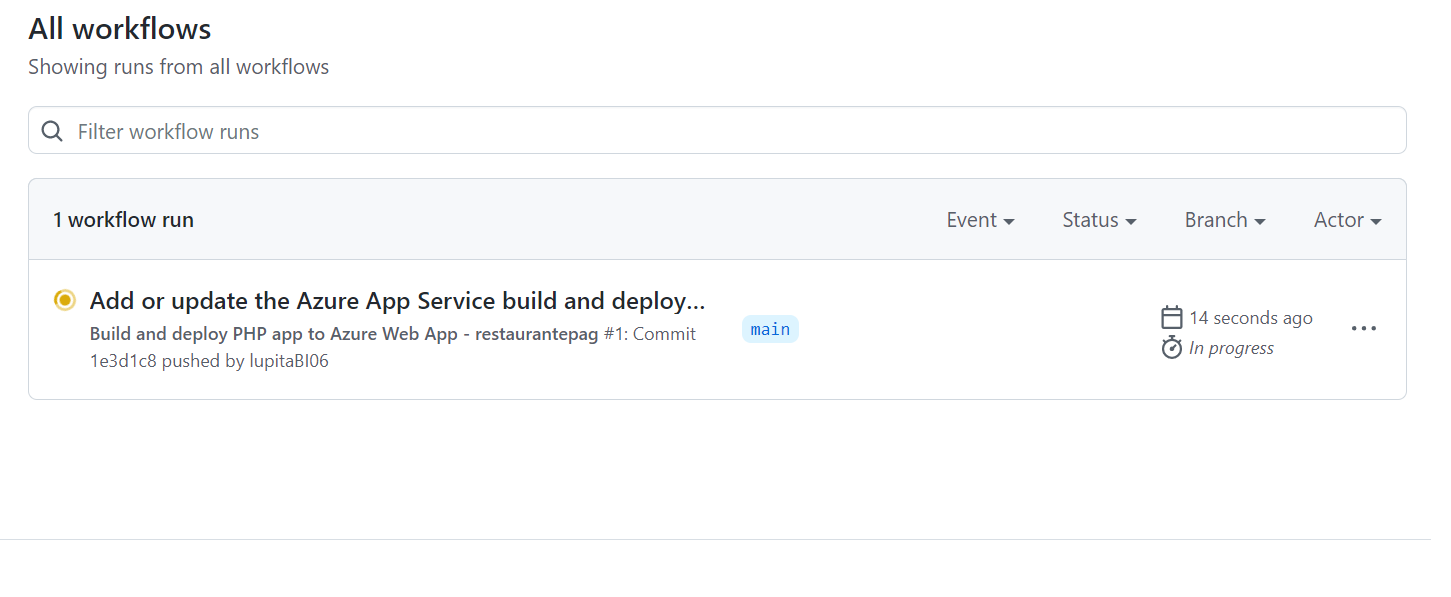 All workflows
Showing runs from all workflows
Filter workflow runs
1 workflow run
Event
Status
Branch
Actor
Add or update the Azure App Service build and deploy...
Build and deploy PHP app to Azure Web App - restaurantepag #1: Commit
1e3d1c8 pushed by lupitaBI06
main
14 seconds ago
In progress